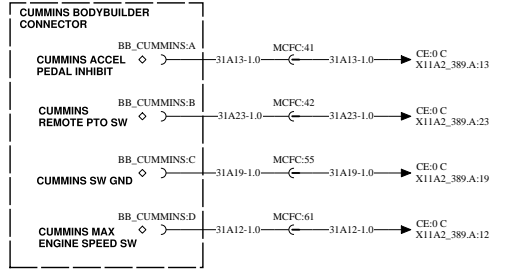 CUMMINS BODYBUILDER
CONNECTOR
BB_CUMMINS:A
MCFC:41
CE:0 C
CUMMINS ACCEL
PEDAL INHIBIT
31A13-1.0
31A13-1.0
X11A2_389.A:13
BB_CUMMINS:B
MCFC:42
CE:0 C
CUMMINS
REMOTE PTO SW
31A23-1.0
31A23-1.0
X11A2_389.A:23
BB_CUMMINS:C
MCFC:55
CE:0 C
CUMMINS SW GND
31A19-1.0
31A19-1.0
X11A2_389.A:19
BB_CUMMINS:D
MCFC:61
CE:0 C
CUMMINS MAX
ENGINE SPEED SW
31A12-1.0
31A12-1.0
X11A2_389.A:12